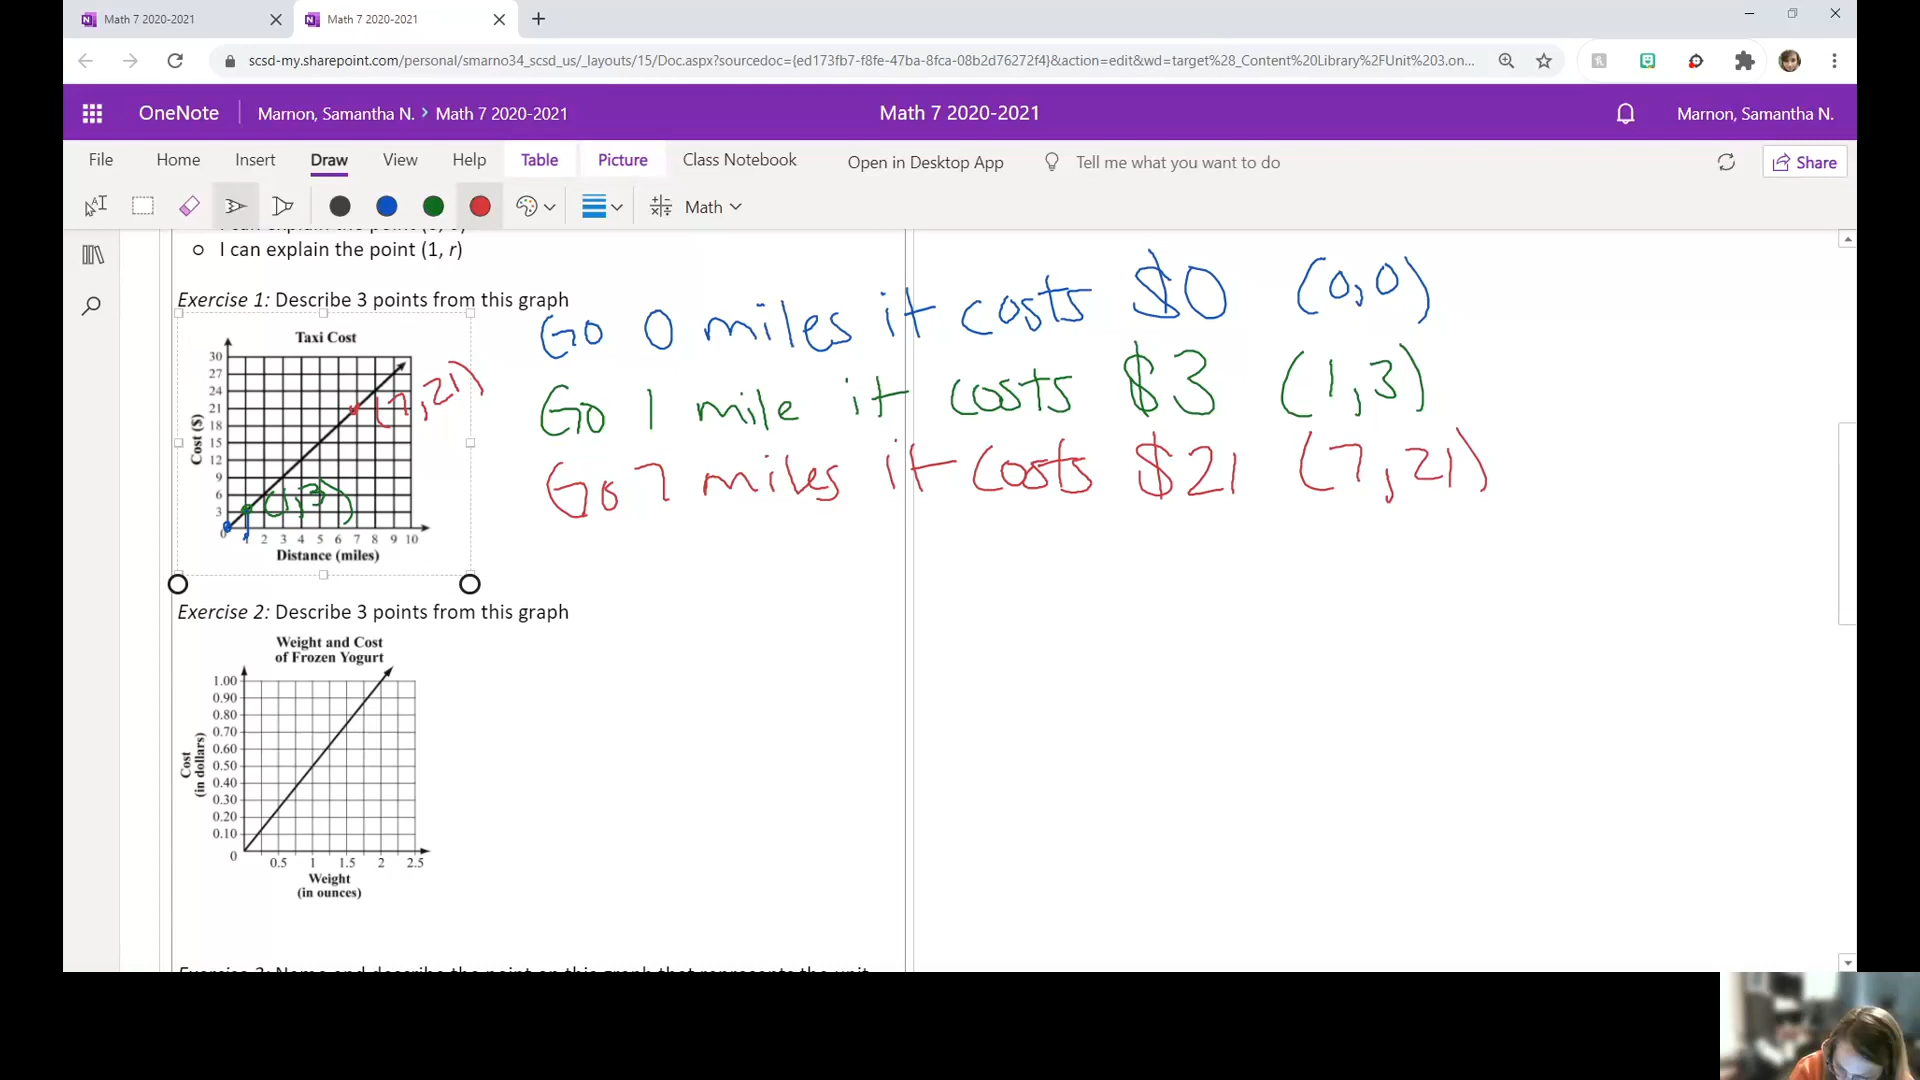 Math 7 2020-2021
Math 7 2020-2021
scsd-my.sharepoint.com/personal/smarno34_scsd_us/_layouts/15/Doc.aspx?sourcedoc={ed173fb7-f8fe-47ba-8fca-08b2d76272f4}&action=edit&wd=target%28_Content%20Library%2FUnit%203.on...
OneNote
Marnon, Samantha N. › Math 7 2020-2021
Math 7 2020-2021
Marnon, Samantha N.
File Home Insert Draw View Help Table Picture Class Notebook Open in Desktop App Tell me what you want to do Share
Math
I can explain the point (1, r)
Exercise 1: Describe 3 points from this graph
Go 0 miles it costs $0 (0,0)
Go 1 mile it costs $3 (1,3)
Go 7 miles it costs $21 (7,21)
Taxi Cost
30
27
24
21
18
15
12
9
6
3
0
Cost ($)
(7,21)
(1,3)
1 2 3 4 5 6 7 8 9 10
Distance (miles)
Exercise 2: Describe 3 points from this graph
Weight and Cost
of Frozen Yogurt
1.00
0.90
0.80
0.70
0.60
0.50
0.40
0.30
0.20
0.10
0
Cost
(in dollars)
0.5 1 1.5 2 2.5
Weight
(in ounces)